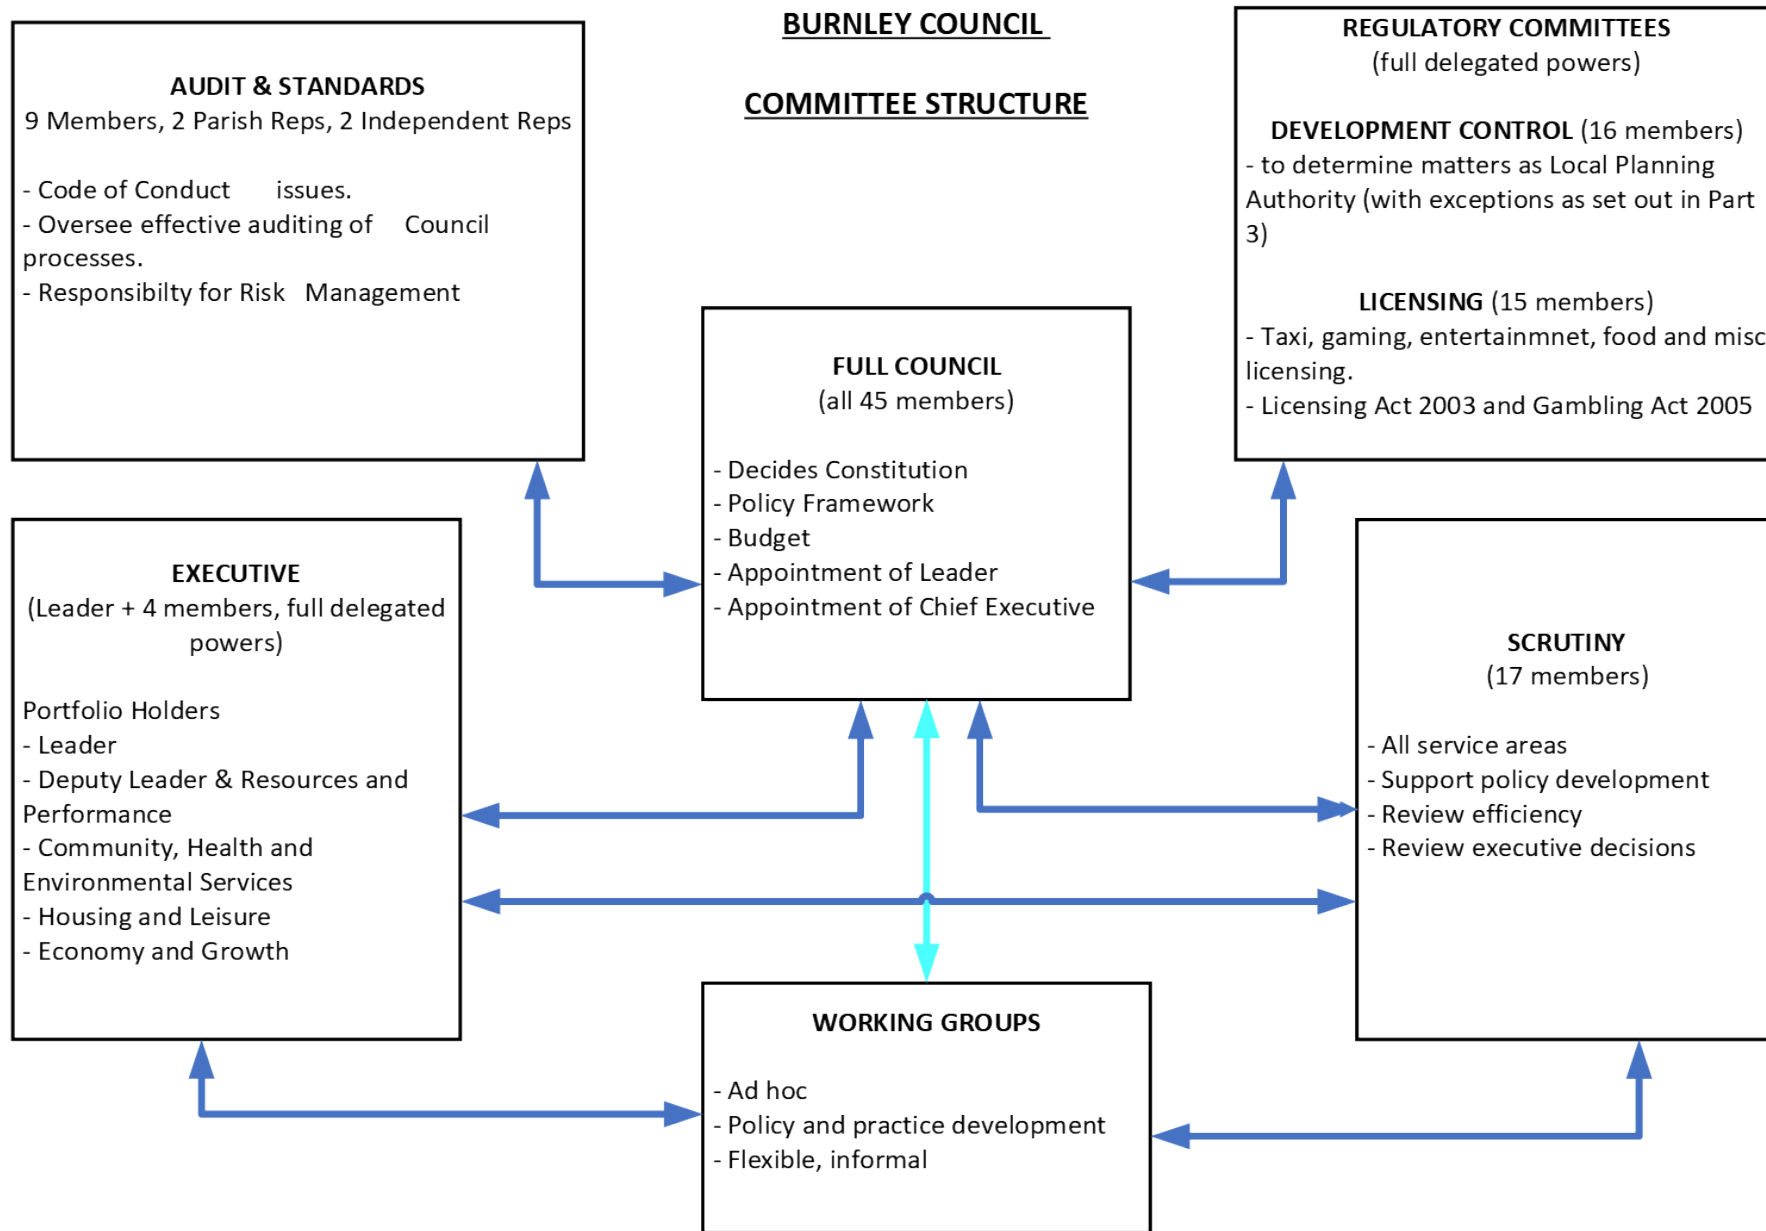 BURNLEY COUNCIL
COMMITTEE STRUCTURE
AUDIT & STANDARDS
9 Members, 2 Parish Reps, 2 Independent Reps
- Code of Conduct issues.
- Oversee effective auditing of Council
processes.
- Responsibilty for Risk Management
REGULATORY COMMITTEES
(full delegated powers)
DEVELOPMENT CONTROL (16 members)
- to determine matters as Local Planning
Authority (with exceptions as set out in Part
3)
LICENSING (15 members)
- Taxi, gaming, entertainmnet, food and misc
licensing.
- Licensing Act 2003 and Gambling Act 2005
FULL COUNCIL
(all 45 members)
- Decides Constitution
- Policy Framework
- Budget
- Appointment of Leader
- Appointment of Chief Executive
EXECUTIVE
(Leader + 4 members, full delegated
powers)
Portfolio Holders
- Leader
- Deputy Leader & Resources and
Performance
- Community, Health and
Environmental Services
- Housing and Leisure
- Economy and Growth
SCRUTINY
(17 members)
- All service areas
- Support policy development
- Review efficiency
- Review executive decisions
WORKING GROUPS
- Ad hoc
- Policy and practice development
- Flexible, informal